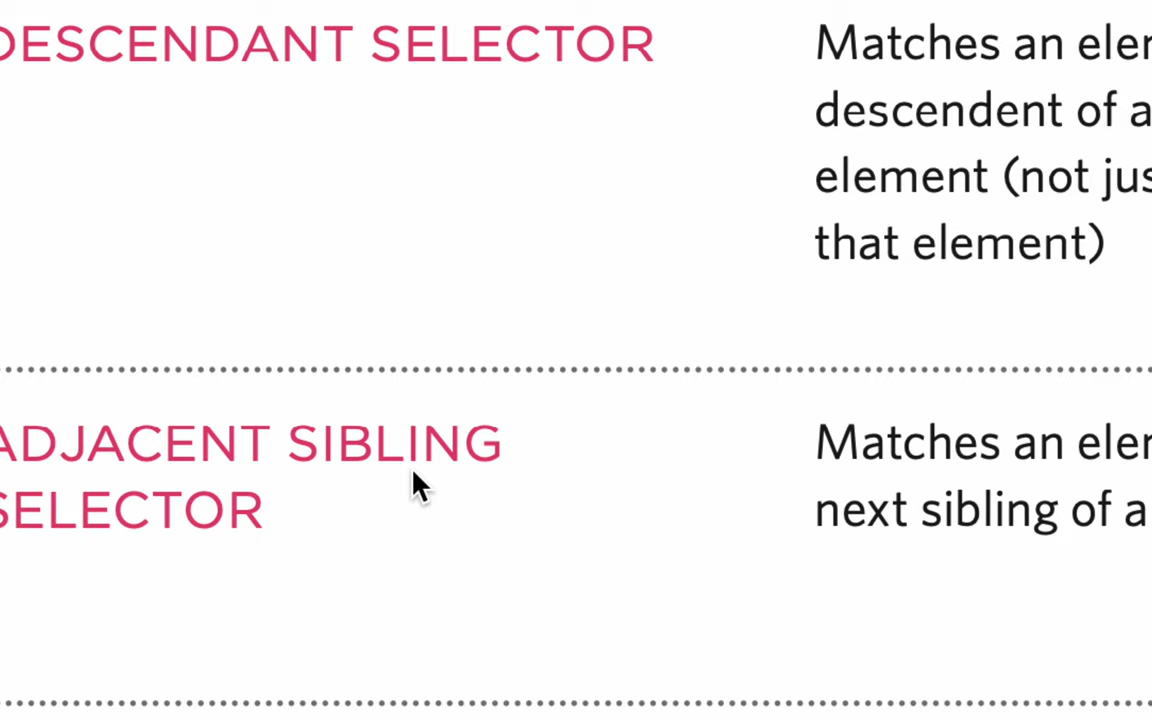 DESCENDANT SELECTOR
Matches an
descendent of a
element (not
that element)
ADJACENT SIBLING
SELECTOR
Matches an
next sibling of a